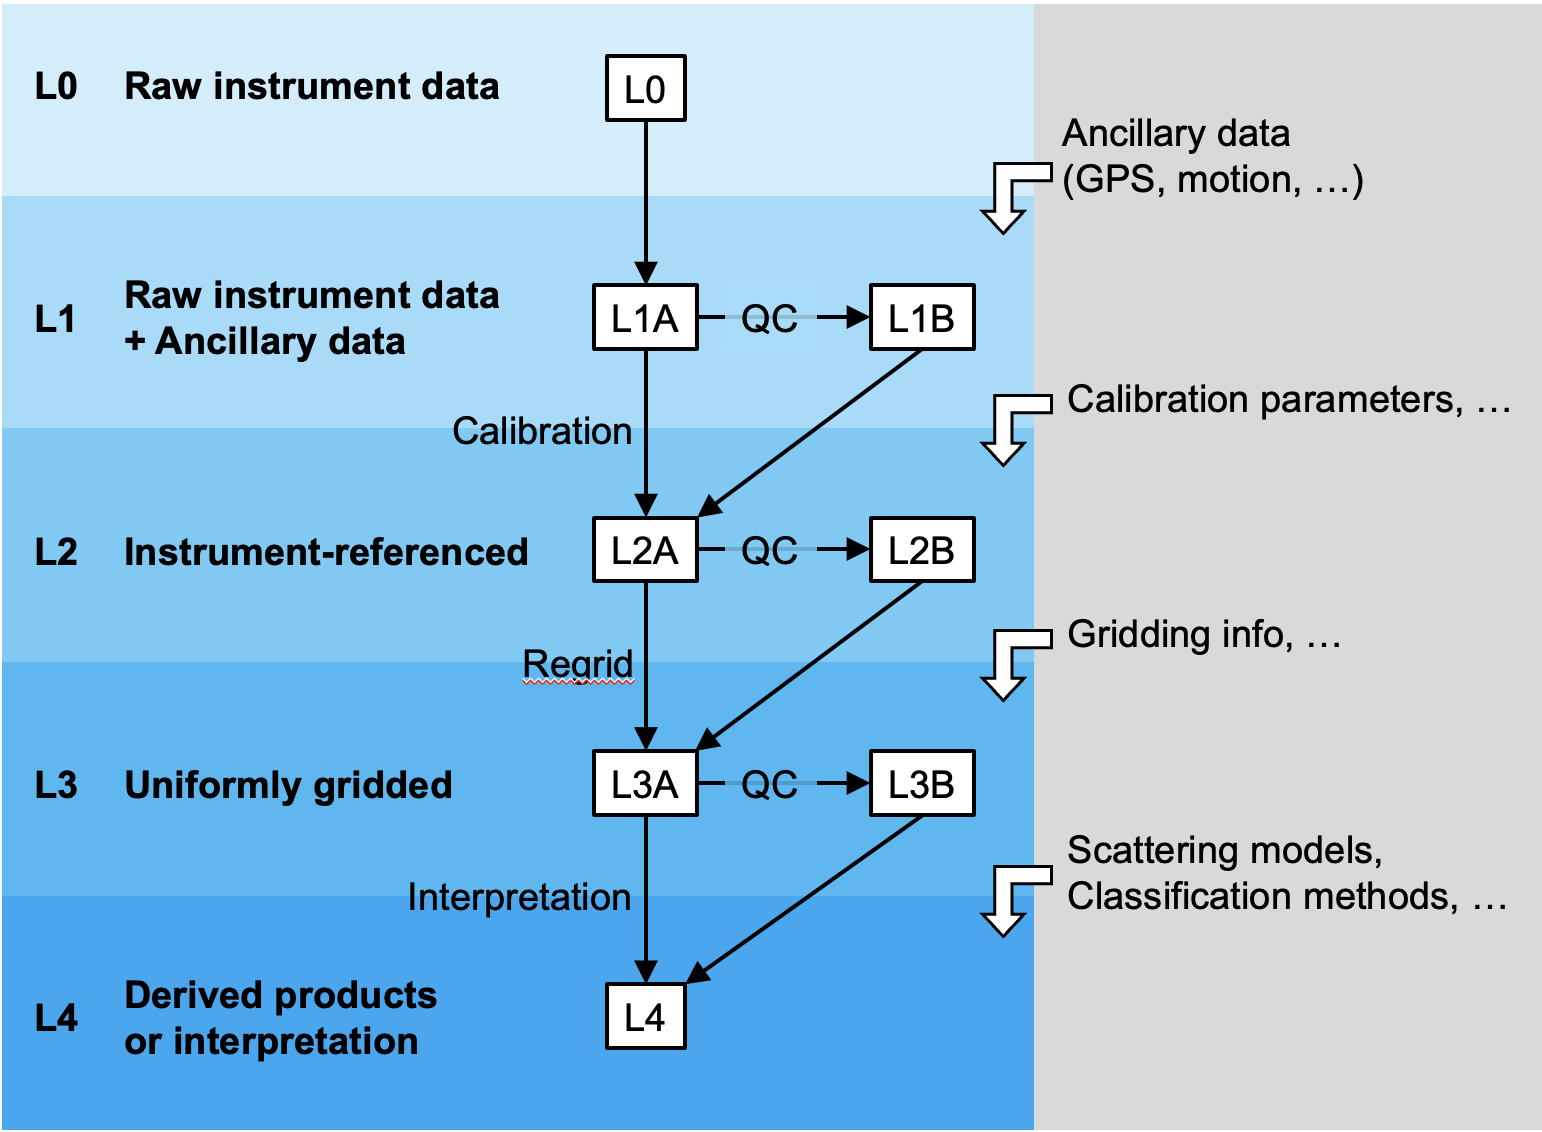 L0 Raw instrument data
L0
Ancillary data
(GPS, motion, …)
L1 Raw instrument data
+ Ancillary data
L1A QC L1B
Calibration parameters, …
Calibration
L2 Instrument-referenced
L2A QC L2B
Gridding info, …
Regrid
L3 Uniformly gridded
L3A QC L3B
Scattering models,
Classification methods, …
Interpretation
L4 Derived products
or interpretation
L4